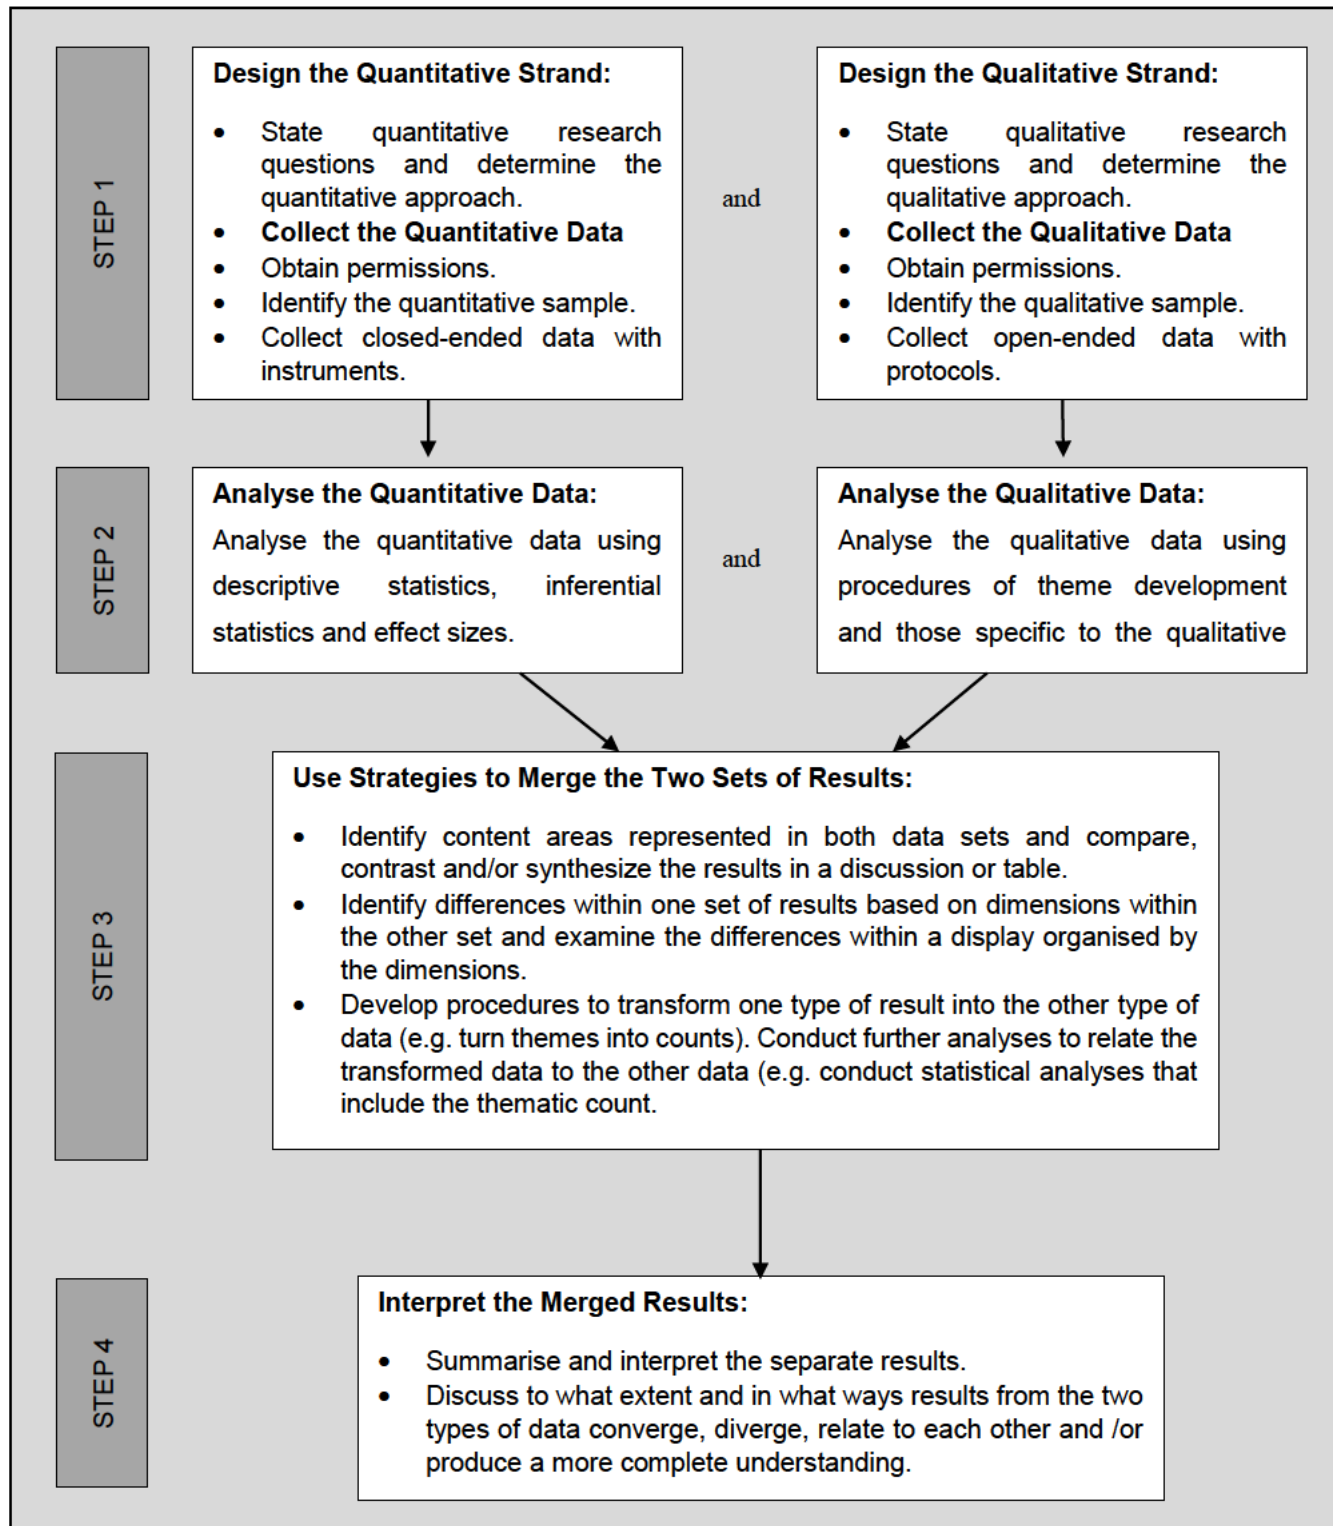 STEP 1
Design the Quantitative Strand:
• State quantitative research
questions and determine the
quantitative approach.
• Collect the Quantitative Data
• Obtain permissions.
• Identify the quantitative sample.
• Collect closed-ended data with
instruments.
and
Design the Qualitative Strand:
• State qualitative research
questions and determine the
qualitative approach.
• Collect the Qualitative Data
• Obtain permissions.
• Identify the qualitative sample.
• Collect open-ended data with
protocols.
STEP 2
Analyse the Quantitative Data:
Analyse the quantitative data using
descriptive statistics, inferential
statistics and effect sizes.
and
Analyse the Qualitative Data:
Analyse the qualitative data using
procedures of theme development
and those specific to the qualitative
STEP 3
Use Strategies to Merge the Two Sets of Results:
• Identify content areas represented in both data sets and compare,
contrast and/or synthesize the results in a discussion or table.
• Identify differences within one set of results based on dimensions within
the other set and examine the differences within a display organised by
the dimensions.
• Develop procedures to transform one type of result into the other type of
data (e.g. turn themes into counts). Conduct further analyses to relate the
transformed data to the other data (e.g. conduct statistical analyses that
include the thematic count.
STEP 4
Interpret the Merged Results:
• Summarise and interpret the separate results.
• Discuss to what extent and in what ways results from the two
types of data converge, diverge, relate to each other and /or
produce a more complete understanding.